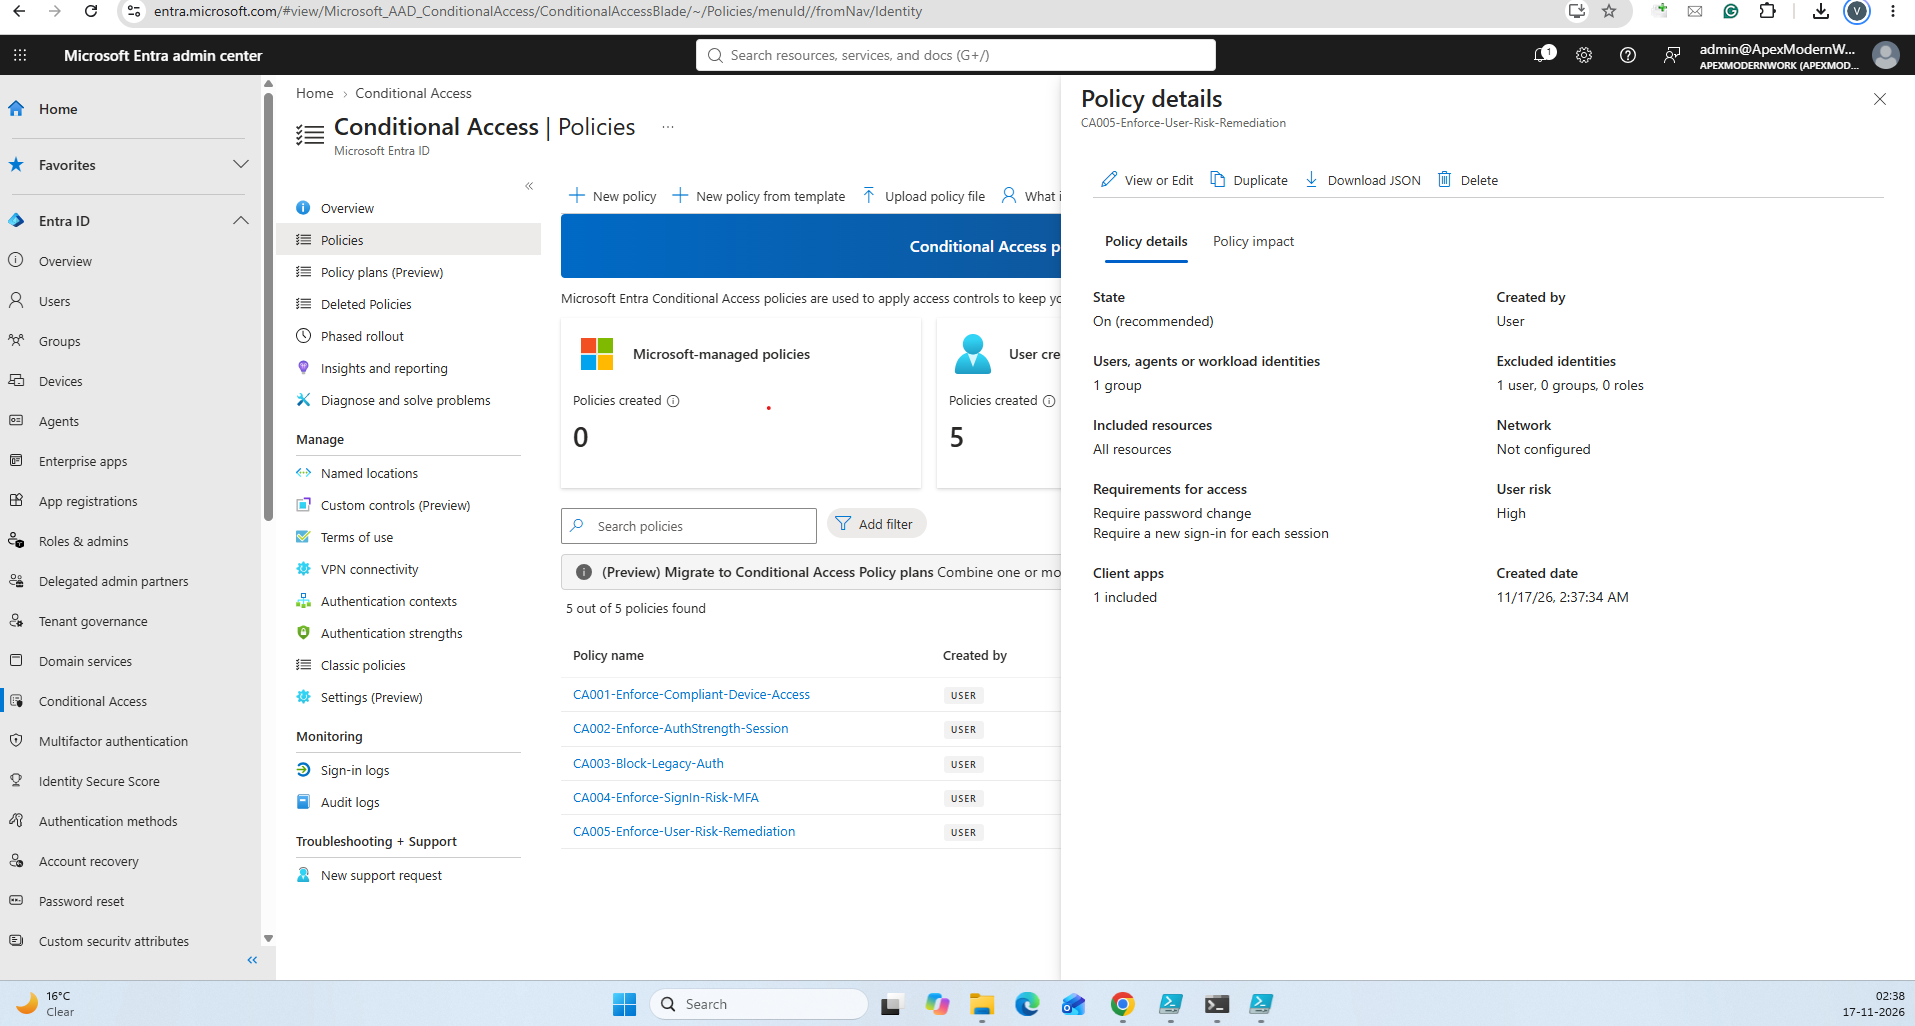 entra.microsoft.com/#view/Microsoft_AAD_ConditionalAccess/ConditionalAccessBlade/~/Policies/menuId//fromNav/Identity
V
Microsoft Entra admin center
Search resources, services, and docs (G+/)
1
admin@ApexModernW...
APEXMODERNWORK (APEXMOD...
Home
Favorites
Entra ID
Overview
Users
Groups
Devices
Agents
Enterprise apps
App registrations
Roles & admins
Delegated admin partners
Tenant governance
Domain services
Conditional Access
Multifactor authentication
Identity Secure Score
Authentication methods
Account recovery
Password reset
Custom security attributes
Home > Conditional Access
Conditional Access | Policies ...
Microsoft Entra ID
Overview
Policies
Policy plans (Preview)
Deleted Policies
Phased rollout
Insights and reporting
Diagnose and solve problems
Manage
Named locations
Custom controls (Preview)
Terms of use
VPN connectivity
Authentication contexts
Authentication strengths
Classic policies
Settings (Preview)
Monitoring
Sign-in logs
Audit logs
Troubleshooting + Support
New support request
New policy
New policy from template
Upload policy file
What i
Conditional Access p
Microsoft Entra Conditional Access policies are used to apply access controls to keep yo
Microsoft-managed policies
Policies created
0
User cre
Policies created
5
Search policies
Add filter
(Preview) Migrate to Conditional Access Policy plans Combine one or mo
5 out of 5 policies found
Policy name Created by
CA001-Enforce-Compliant-Device-Access USER
CA002-Enforce-AuthStrength-Session USER
CA003-Block-Legacy-Auth USER
CA004-Enforce-SignIn-Risk-MFA USER
CA005-Enforce-User-Risk-Remediation USER
Policy details
CA005-Enforce-User-Risk-Remediation
View or Edit
Duplicate
Download JSON
Delete
Policy details
Policy impact
State
On (recommended)
Created by
User
Users, agents or workload identities
1 group
Excluded identities
1 user, 0 groups, 0 roles
Included resources
All resources
Network
Not configured
Requirements for access
Require password change
Require a new sign-in for each session
User risk
High
Client apps
1 included
Created date
11/17/26, 2:37:34 AM
16°C
Clear
Search
02:38
17-11-2026